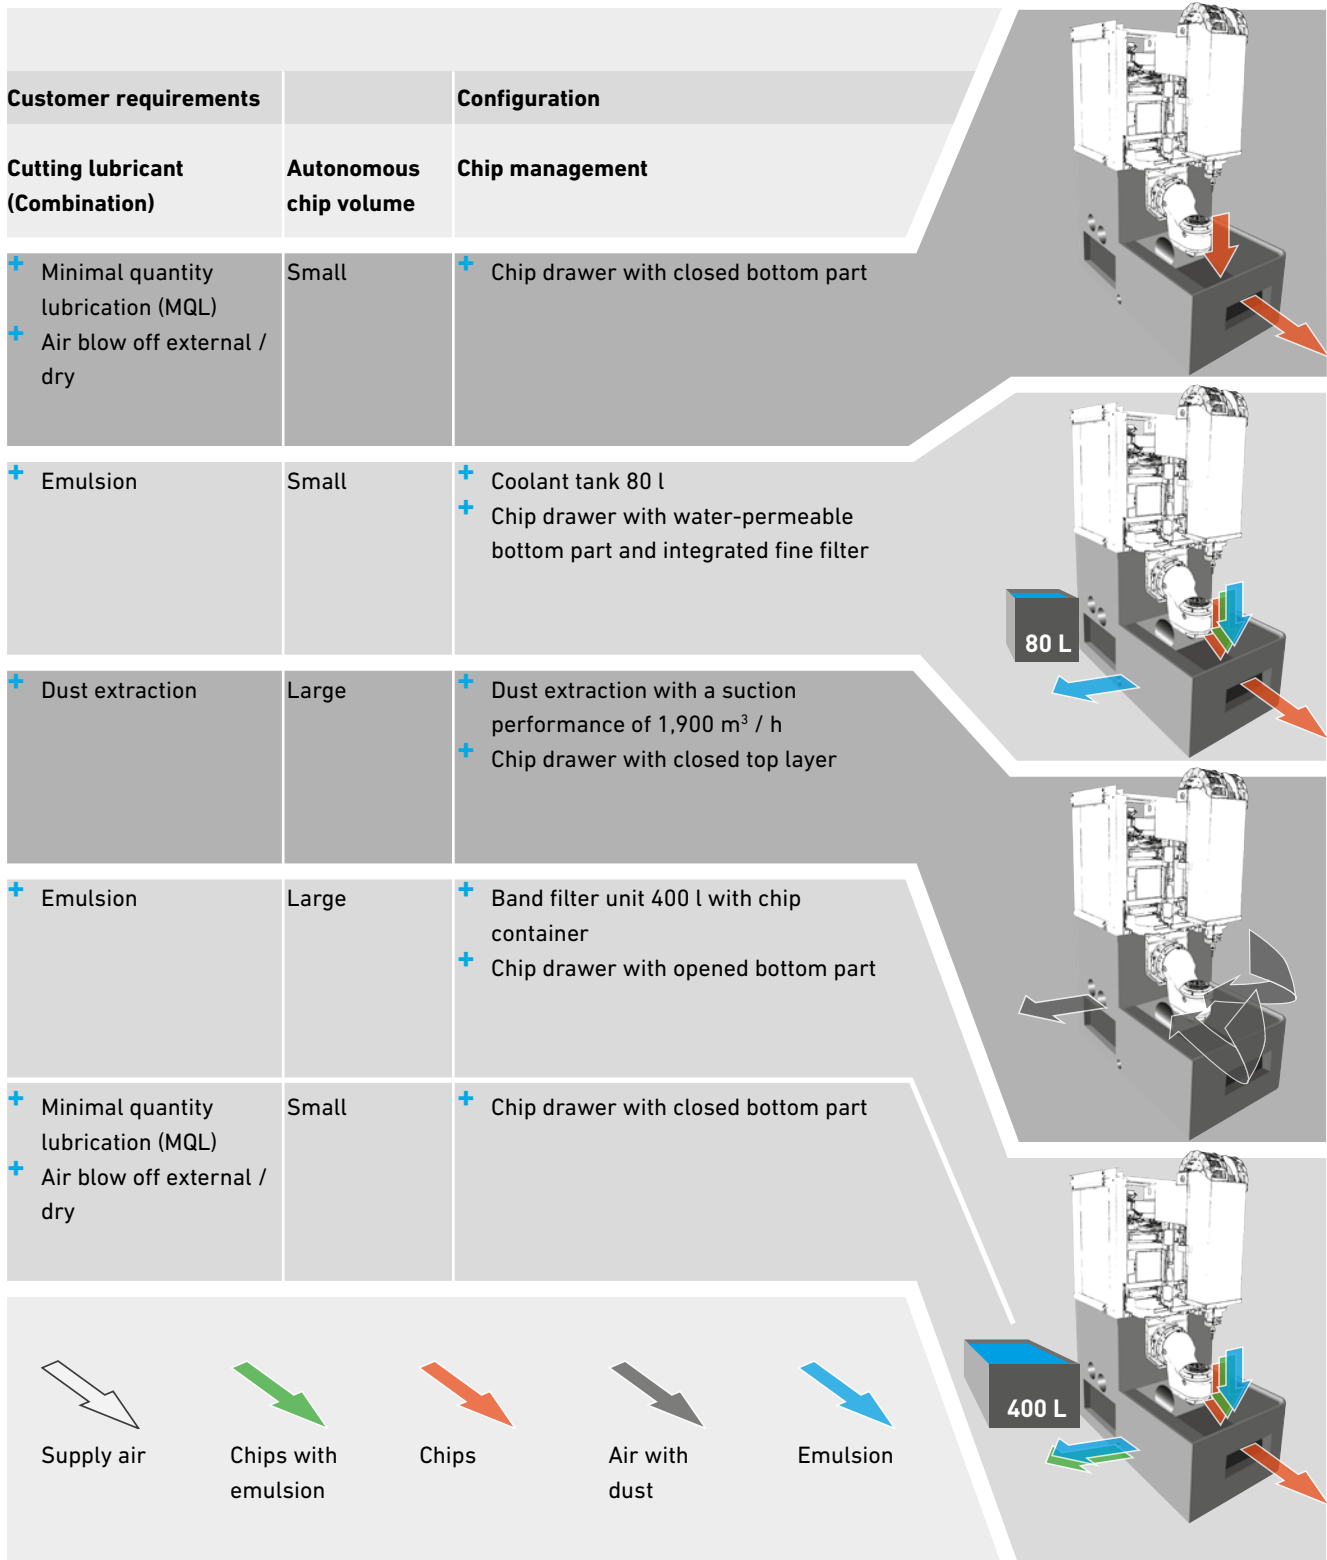 Customer requirements
Configuration
Cutting lubricant
(Combination)
Autonomous
chip volume
Chip management
+ Minimal quantity
lubrication (MQL)
+ Air blow off external /
dry
Small
+ Chip drawer with closed bottom part
+ Emulsion
Small
+ Coolant tank 80 l
+ Chip drawer with water-permeable
bottom part and integrated fine filter
80 L
+ Dust extraction
Large
+ Dust extraction with a suction
performance of 1,900 m³ / h
+ Chip drawer with closed top layer
+ Emulsion
Large
+ Band filter unit 400 l with chip
container
+ Chip drawer with opened bottom part
+ Minimal quantity
lubrication (MQL)
+ Air blow off external /
dry
Small
+ Chip drawer with closed bottom part
400 L
Supply air
Chips with
emulsion
Chips
Air with
dust
Emulsion